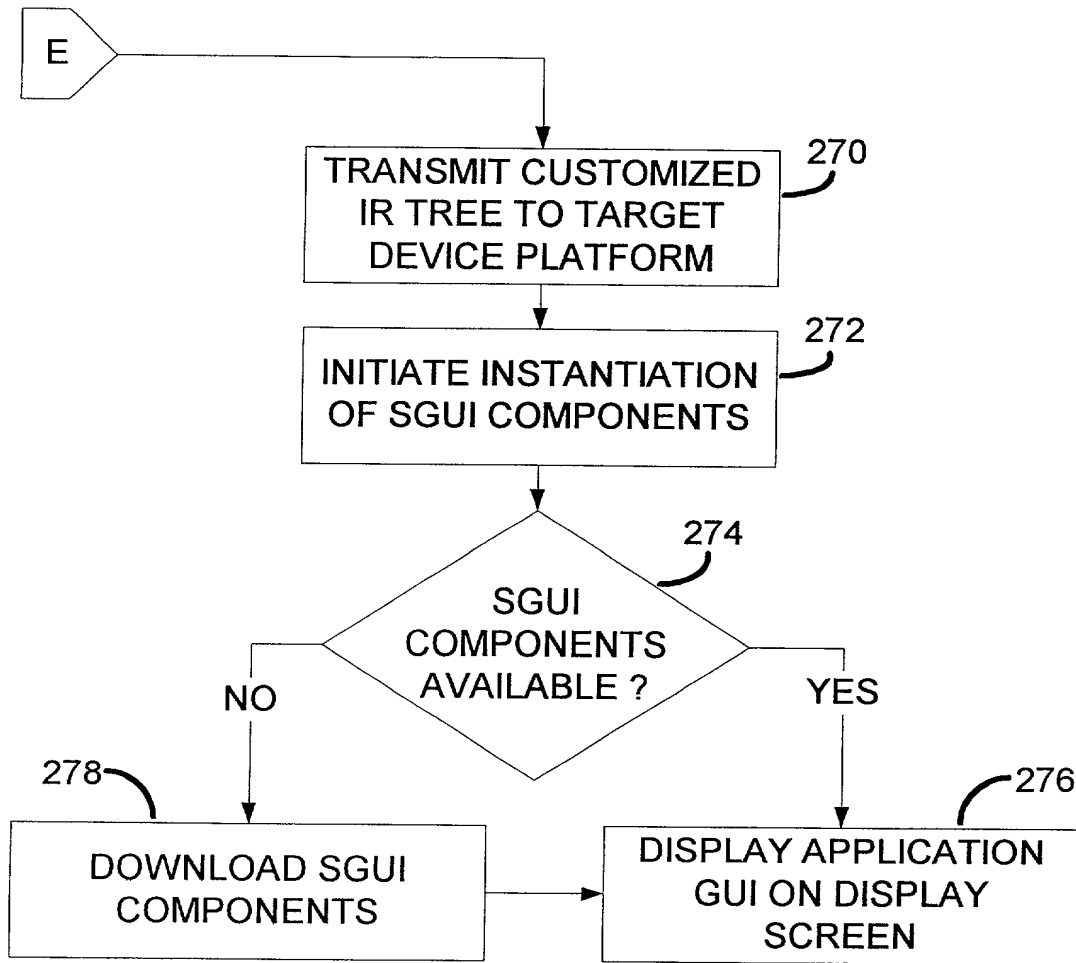 E
270
TRANSMIT CUSTOMIZED
IR TREE TO TARGET
DEVICE PLATFORM
272
INITIATE INSTANTIATION
OF SGUI COMPONENTS
274
SGUI
COMPONENTS
AVAILABLE ?
NO
YES
278
276
DOWNLOAD SGUI
COMPONENTS
DISPLAY APPLICATION
GUI ON DISPLAY
SCREEN